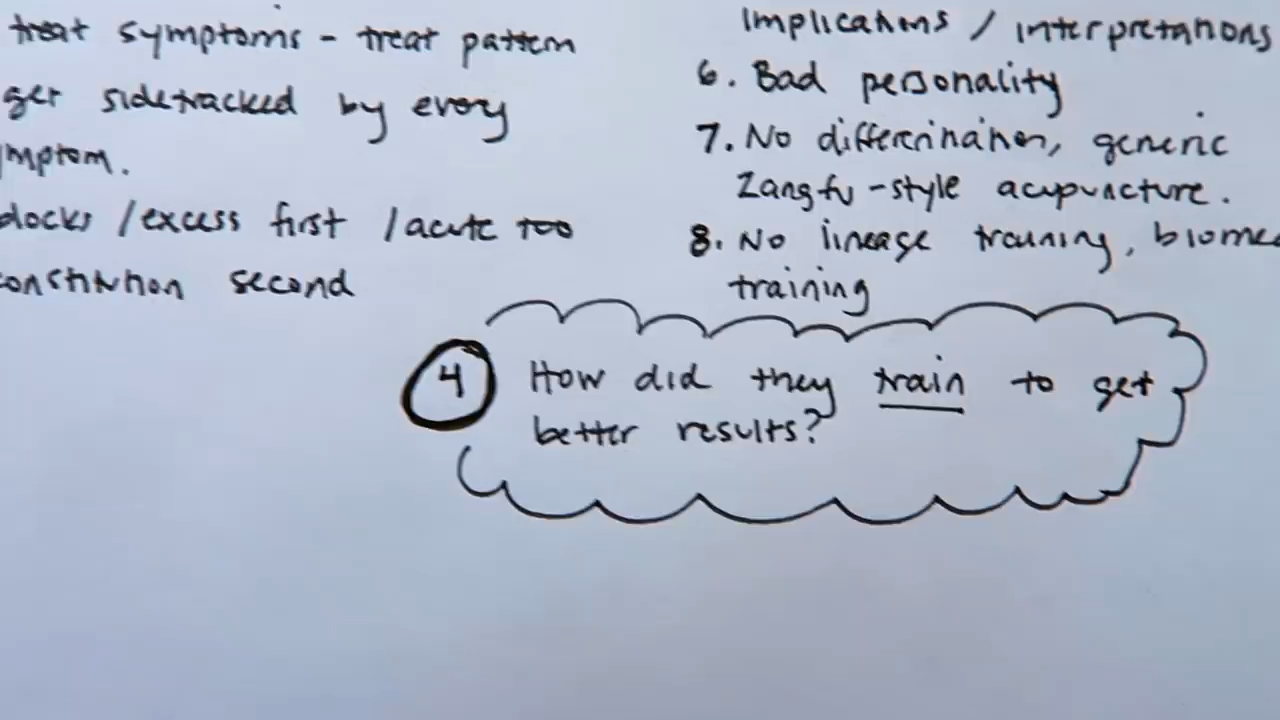 treat symptoms - treat pattern
get sidetracked by every
mptom.
locks / excess first / acute too
constitution second
Implications / interpretations
6. Bad personality
7. No differentiation, generic
Zangfu-style acupuncture.
8. No lineage training, biomed
training
4 How did they train to get
better results?